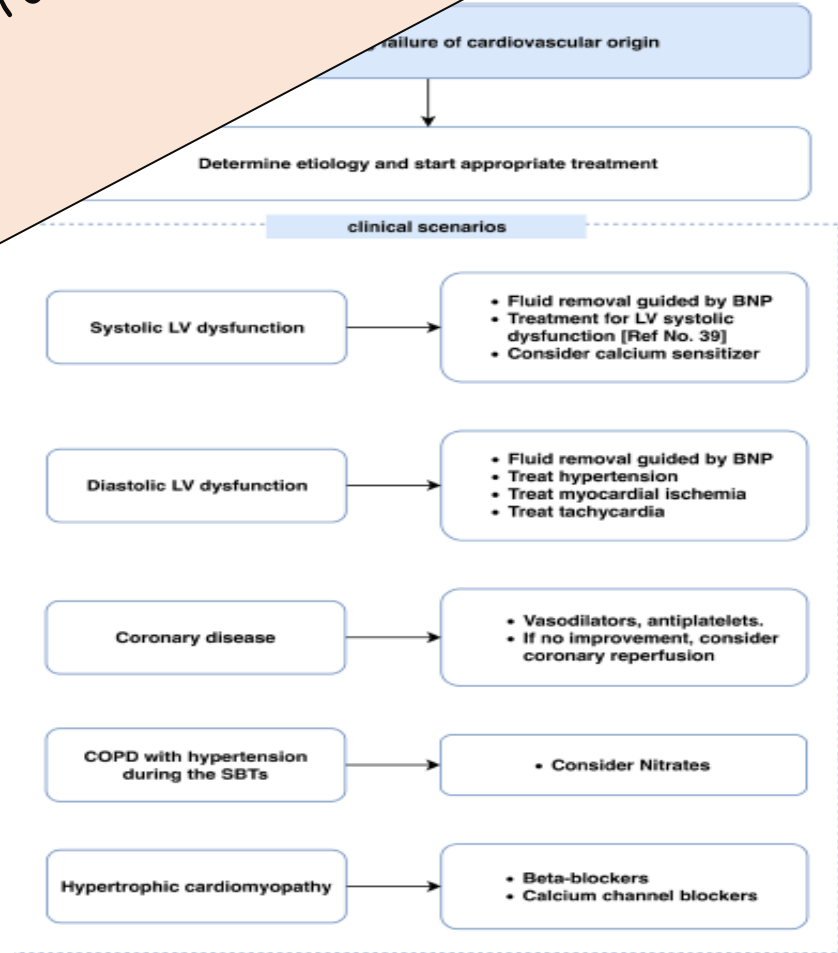 failure of cardiovascular origin
Determine etiology and start appropriate treatment
clinical scenarios
Systolic LV dysfunction
• Fluid removal guided by BNP
• Treatment for LV systolic
dysfunction [Ref No. 39]
• Consider calcium sensitizer
Diastolic LV dysfunction
• Fluid removal guided by BNP
• Treat hypertension
• Treat myocardial ischemia
• Treat tachycardia
Coronary disease
• Vasodilators, antiplatelets.
• If no improvement, consider
coronary reperfusion
COPD with hypertension
during the SBTs
• Consider Nitrates
Hypertrophic cardiomyopathy
• Beta-blockers
• Calcium channel blockers